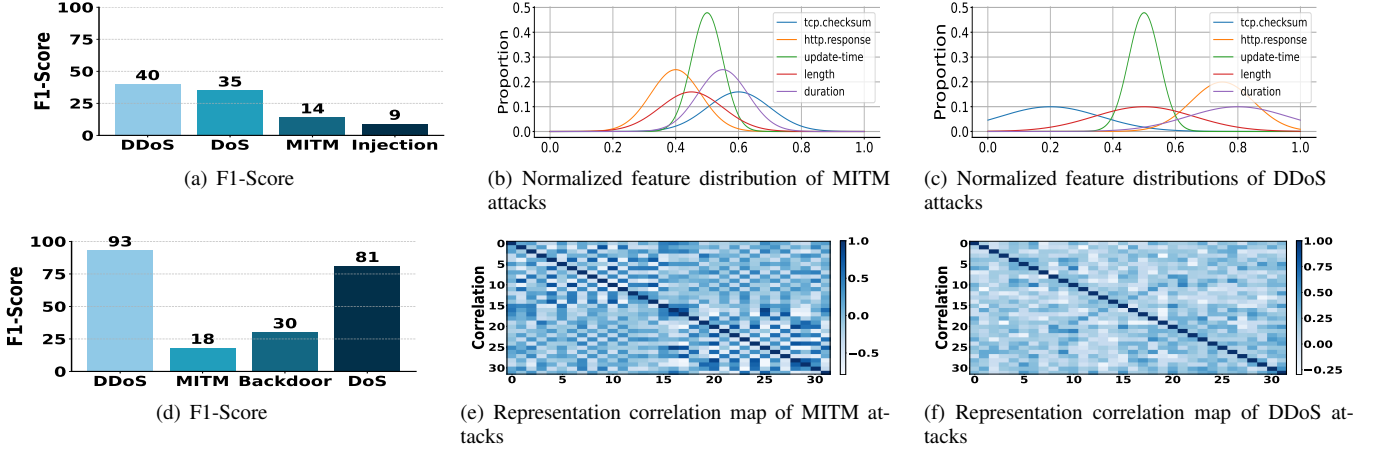 100
75
50
25
0
F1-Score
40
35
14
9
DDoS DoS MITM Injection
(a) F1-Score
0.5
0.4
0.3
0.2
0.1
0.0
Proportion
tcp.checksum
http.response
update-time
length
duration
0.0 0.2 0.4 0.6 0.8 1.0
(b) Normalized feature distribution of MITM
attacks
0.5
0.4
0.3
0.2
0.1
0.0
Proportion
tcp.checksum
http.response
update-time
length
duration
0.0 0.2 0.4 0.6 0.8 1.0
(c) Normalized feature distributions of DDoS
attacks
100
75
50
25
0
F1-Score
93
18
30
81
DDoS MITM Backdoor DoS
(d) F1-Score
0
5
10
15
20
25
30
Correlation
0 5 10 15 20 25 30
1.0
0.5
0.0
−0.5
(e) Representation correlation map of MITM at-
tacks
0
5
10
15
20
25
30
Correlation
0 5 10 15 20 25 30
1.00
0.75
0.50
0.25
0.00
−0.25
(f) Representation correlation map of DDoS at-
tacks